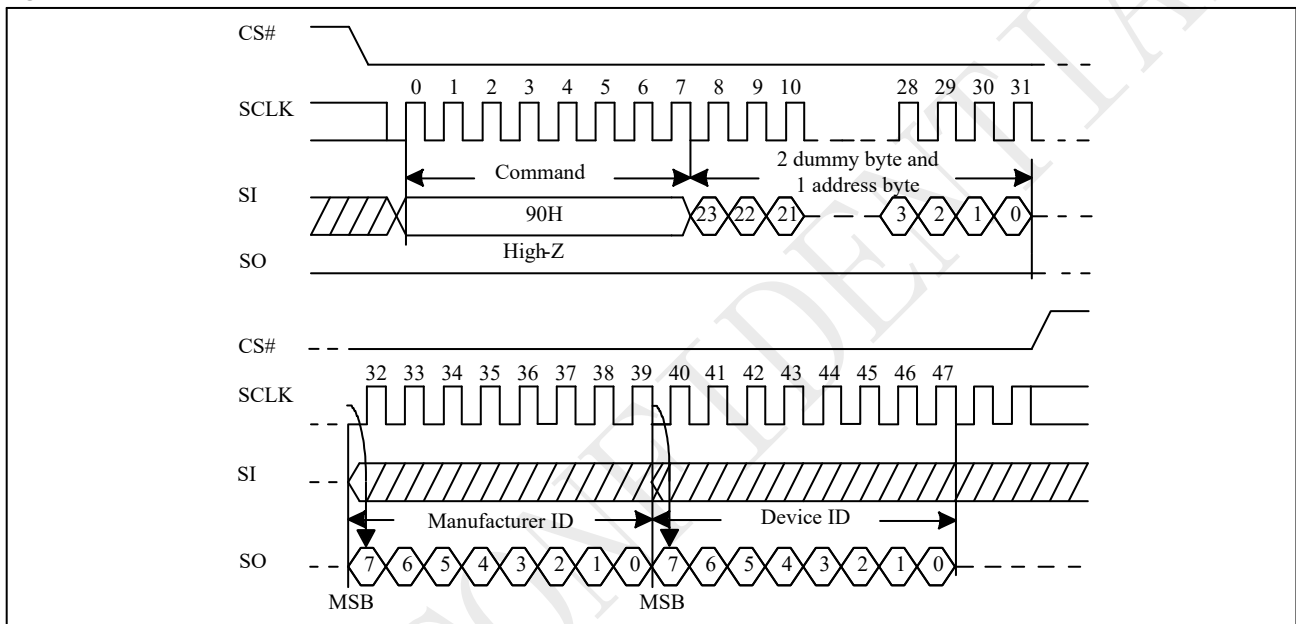 CS#
0 1 2 3 4 5 6 7 8 9 10 28 29 30 31
SCLK
Command
2 dummy byte and
1 address byte
SI
90H
23 22 21 3 2 1 0
High-Z
SO
CS#
32 33 34 35 36 37 38 39 40 41 42 43 44 45 46 47
SCLK
SI
Manufacturer ID
Device ID
SO
7 6 5 4 3 2 1 0 7 6 5 4 3 2 1 0
MSB
MSB
CONFIDENTIA